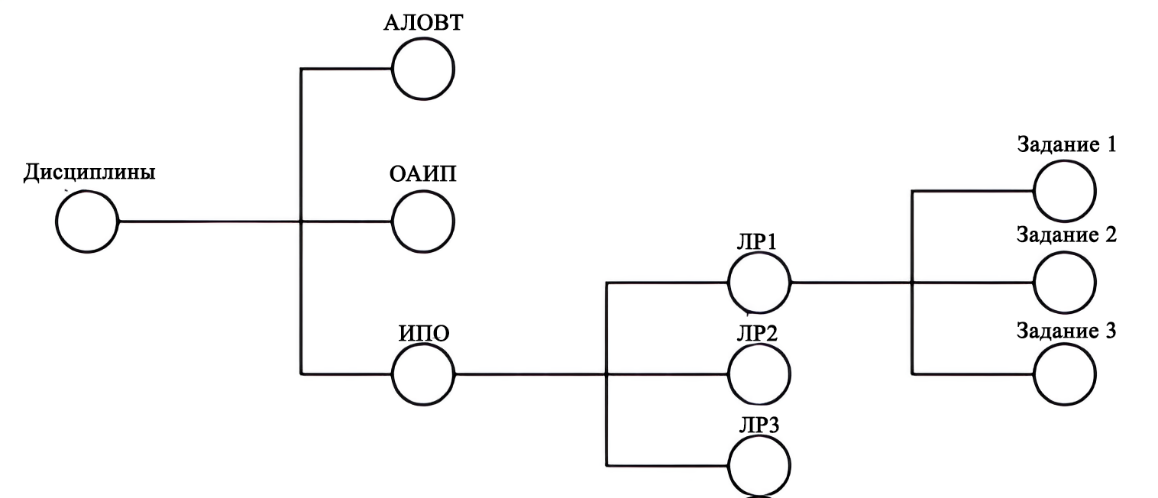 АЛОВТ
Дисциплины
ОАИП
ИПО
ЛР1
ЛР2
ЛР3
Задание 1
Задание 2
Задание 3